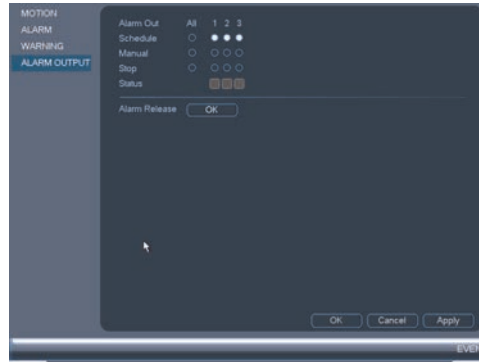 MOTION
ALARM
WARNING
ALARM OUTPUT
Alarm Out All 1 2 3
Schedule
Manual
Stop
Status
Alarm Release OK
OK Cancel Apply